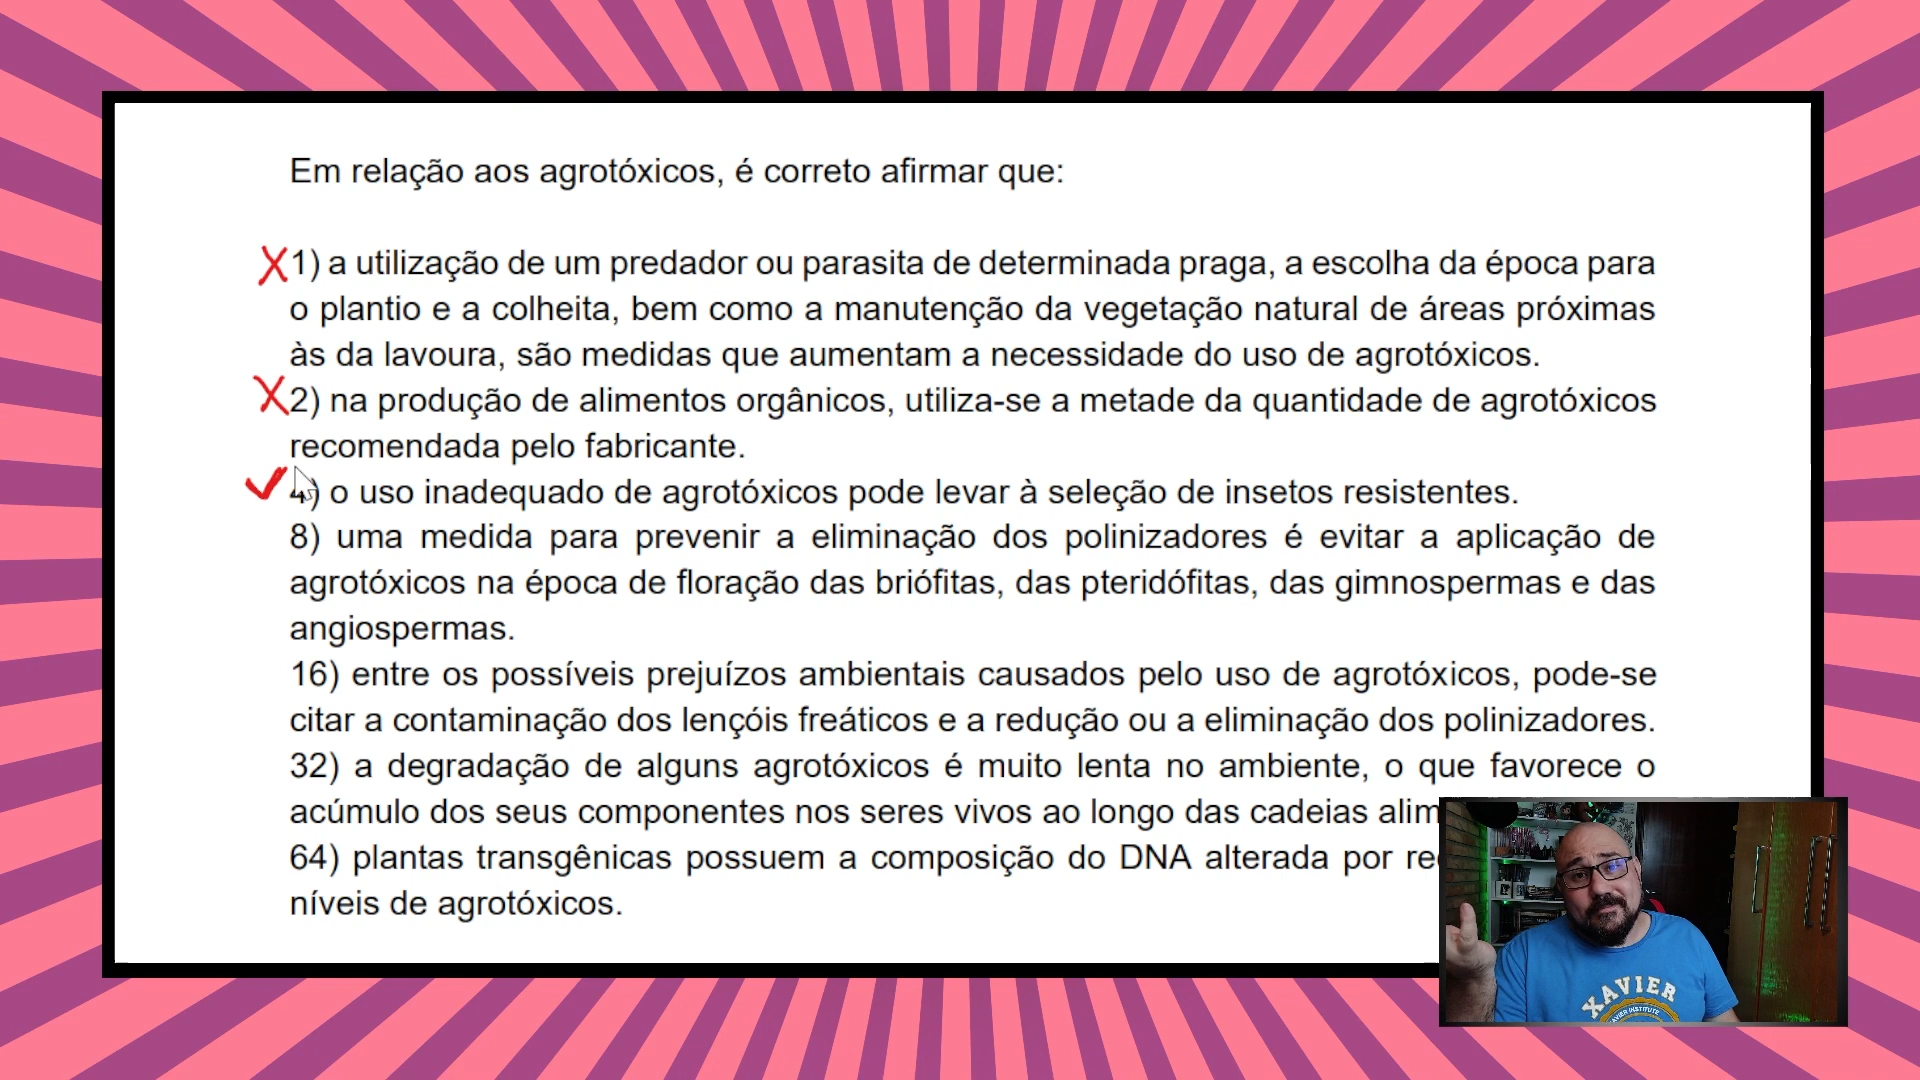 Em relação aos agrotóxicos, é correto afirmar que:
1) a utilização de um predador ou parasita de determinada praga, a escolha da época para
o plantio e a colheita, bem como a manutenção da vegetação natural de áreas próximas
às da lavoura, são medidas que aumentam a necessidade do uso de agrotóxicos.
2) na produção de alimentos orgânicos, utiliza-se a metade da quantidade de agrotóxicos
recomendada pelo fabricante.
4) o uso inadequado de agrotóxicos pode levar à seleção de insetos resistentes.
8) uma medida para prevenir a eliminação dos polinizadores é evitar a aplicação de
agrotóxicos na época de floração das briófitas, das pteridófitas, das gimnospermas e das
angiospermas.
16) entre os possíveis prejuízos ambientais causados pelo uso de agrotóxicos, pode-se
citar a contaminação dos lençóis freáticos e a redução ou a eliminação dos polinizadores.
32) a degradação de alguns agrotóxicos é muito lenta no ambiente, o que favorece o
acúmulo dos seus componentes nos seres vivos ao longo das cadeias
64) plantas transgênicas possuem a composição do DNA alterada por
níveis de agrotóxicos.
XAVIER